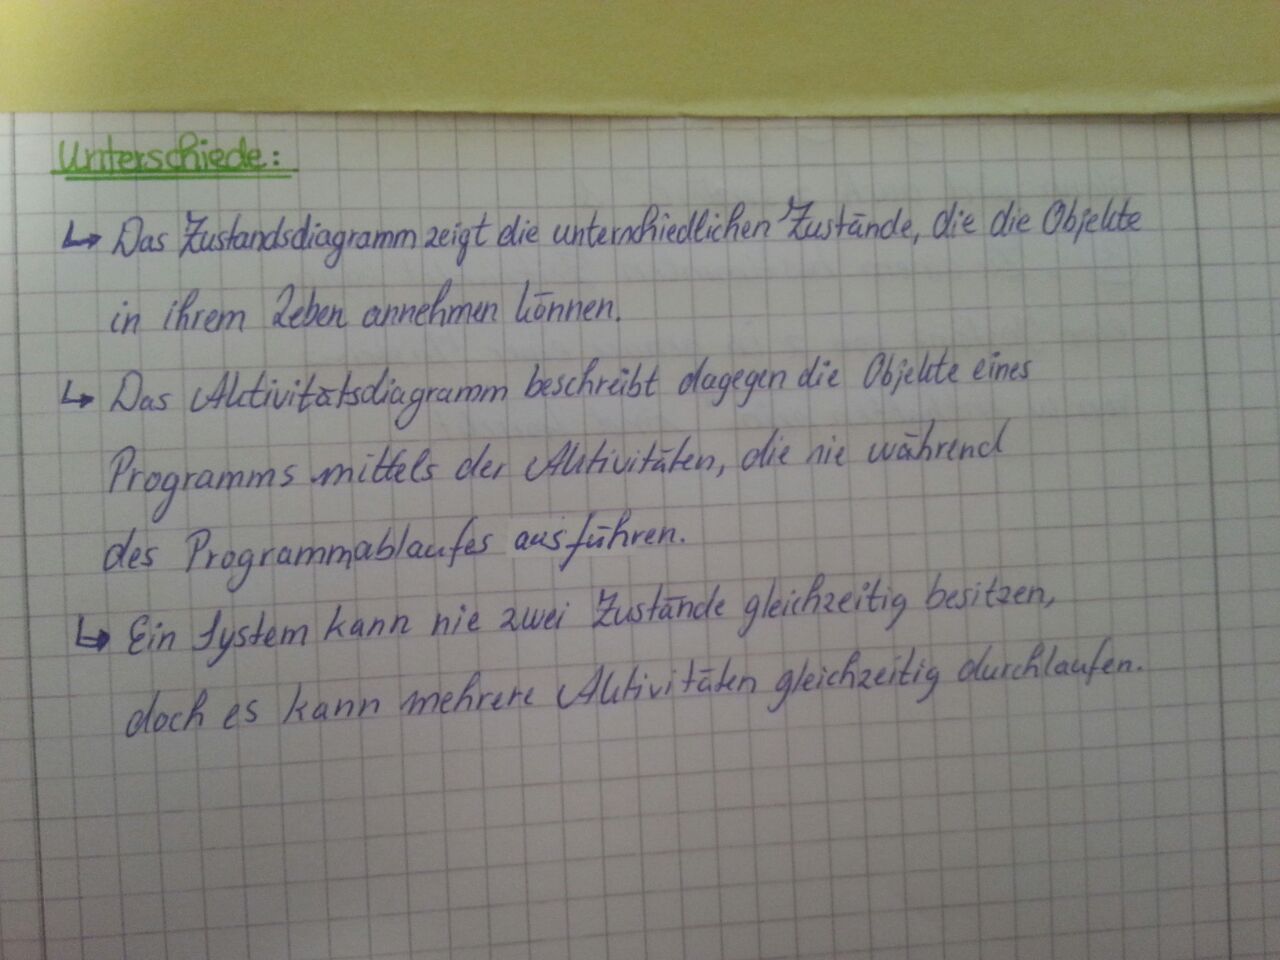 Unterschiede:
↳ Das Zustandsdiagramm zeigt die unterschiedlichen Zustände, die die Objekte
in ihrem Leben annehmen können.
↳ Das Aktivitätsdiagramm beschreibt dagegen die Objekte eines
Programms mittels der Aktivitäten, die sie während
des Programmablaufes ausführen.
↳ Ein System kann nie zwei Zustände gleichzeitig besitzen,
doch es kann mehrere Aktivitäten gleichzeitig durchlaufen.